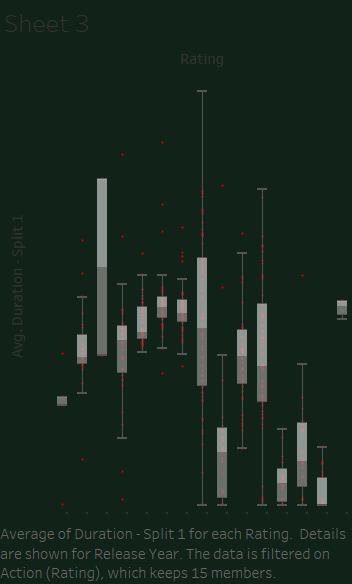 Sheet 3
Rating
Avg. Duration - Split 1
Average of Duration - Split 1 for each Rating.  Details
are shown for Release Year. The data is filtered on
Action (Rating), which keeps 15 members.